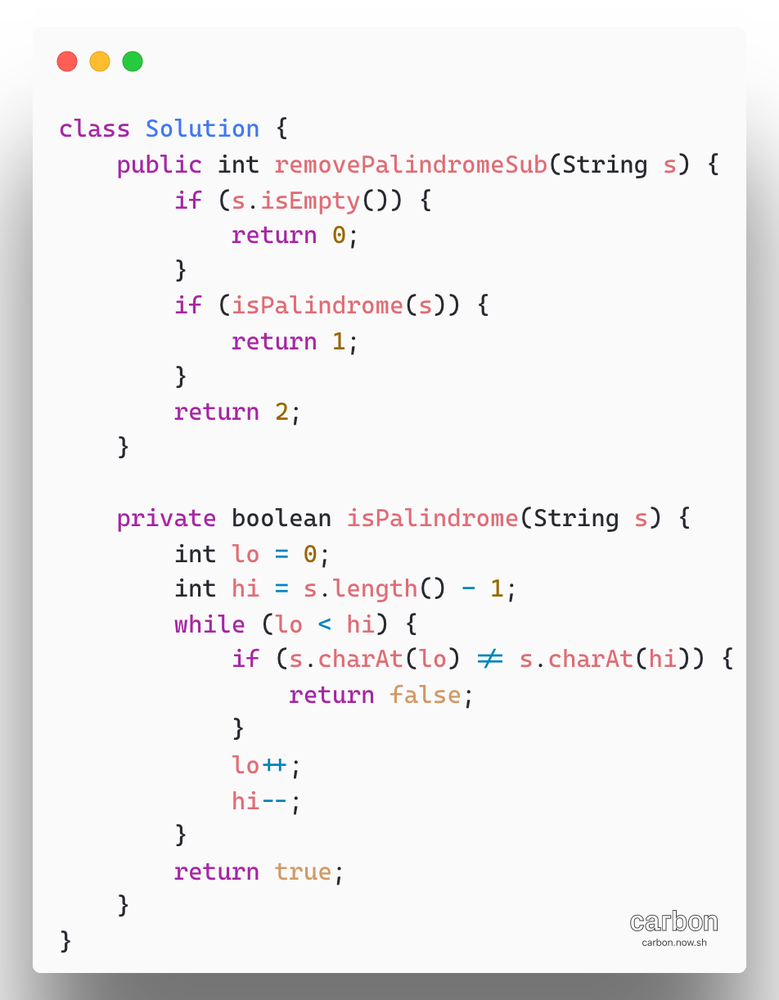 class Solution {
    public int removePalindromeSub(String s) {
        if (s.isEmpty()) {
            return 0;
        }
        if (isPalindrome(s)) {
            return 1;
        }
        return 2;
    }

    private boolean isPalindrome(String s) {
        int lo = 0;
        int hi = s.length() - 1;
        while (lo < hi) {
            if (s.charAt(lo) != s.charAt(hi)) {
                return false;
            }
            lo++;
            hi--;
        }
        return true;
    }
}
carbon
carbon.now.sh